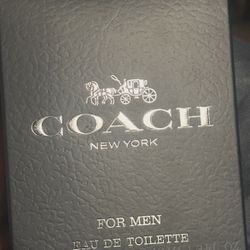 COACH
NEW YORK
FOR MEN
EAU DE TOILETTE